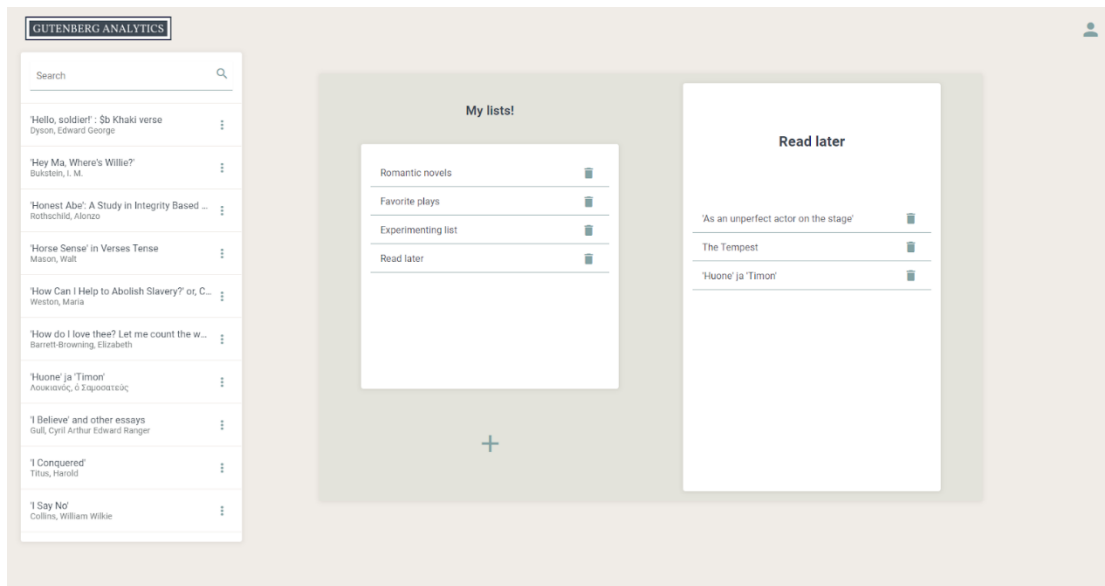 GUTENBERG ANALYTICS
Search
'Hello, soldier!' : $b Khaki verse
Dyson, Edward George
'Hey Ma, Where's Willie?'
Bukstein, I. M.
'Honest Abe': A Study in Integrity Based ...
Rothschild, Alonzo
'Horse Sense' in Verses Tense
Mason, Walt
'How Can I Help to Abolish Slavery?' or, C...
Weston, Maria
'How do I love thee? Let me count the w...
Barrett-Browning, Elizabeth
'Huone' ja 'Timon'
Λουκιανός, ό Σαμοσατεύς
'I Believe' and other essays
Gull, Cyril Arthur Edward Ranger
'I Conquered'
Titus, Harold
'I Say No'
Collins, William Wilkie
My lists!
Romantic novels
Favorite plays
Experimenting list
Read later
Read later
'As an unperfect actor on the stage'
The Tempest
'Huone' ja 'Timon'